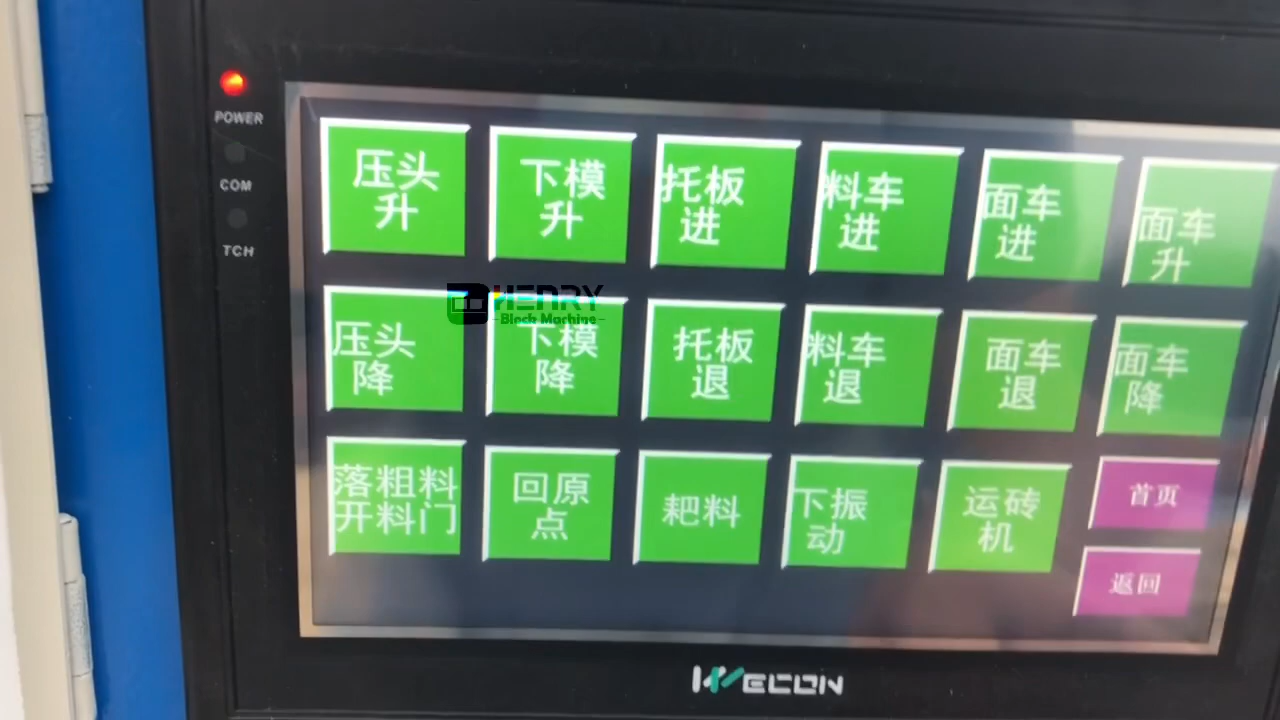 POWER
COM
TCH
压头
升
下模
升
托板
进
料车
进
面车
进
面车
升
HENRY
-Block Machine-
压头
降
下模
降
托板
退
料车
退
面车
退
面车
降
落粗料
开料门
回原
点
耙料
下振
动
运砖
机
首页
返回
WECON